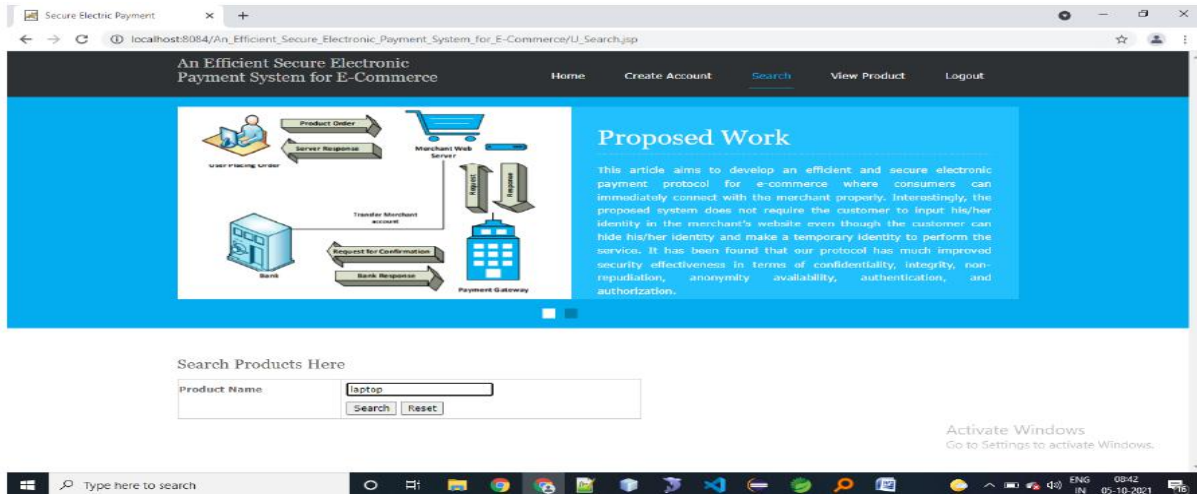 Secure Electric Payment
localhost:8084/An_Efficient_Secure_Electronic_Payment_System_for_E-Commerce/U_Search.jsp
An Efficient Secure Electronic
Payment System for E-Commerce
Home Create Account Search View Product Logout
Product Order
Server Response
User Placing Order
Merchant Web
Server
Request
Response
Transfer Merchant
account
Request for Confirmation
Bank Response
Bank
Payment Gateway
Proposed Work
This article aims to develop an efficient and secure electronic
payment protocol for e-commerce where consumers can
immediately connect with the merchant properly. Interestingly, the
proposed system does not require the customer to input his/her
identity in the merchant's website even though the customer can
hide his/her identity and make a temporary identity to perform the
service. It has been found that our protocol has much improved
security effectiveness in terms of confidentiality, integrity, non-
repudiation, anonymity availability, authentication, and
authorization.
Search Products Here
Product Name laptop
Search Reset
Activate Windows
Go to Settings to activate Windows.
Type here to search
ENG 08:42
IN 05-10-2021
16